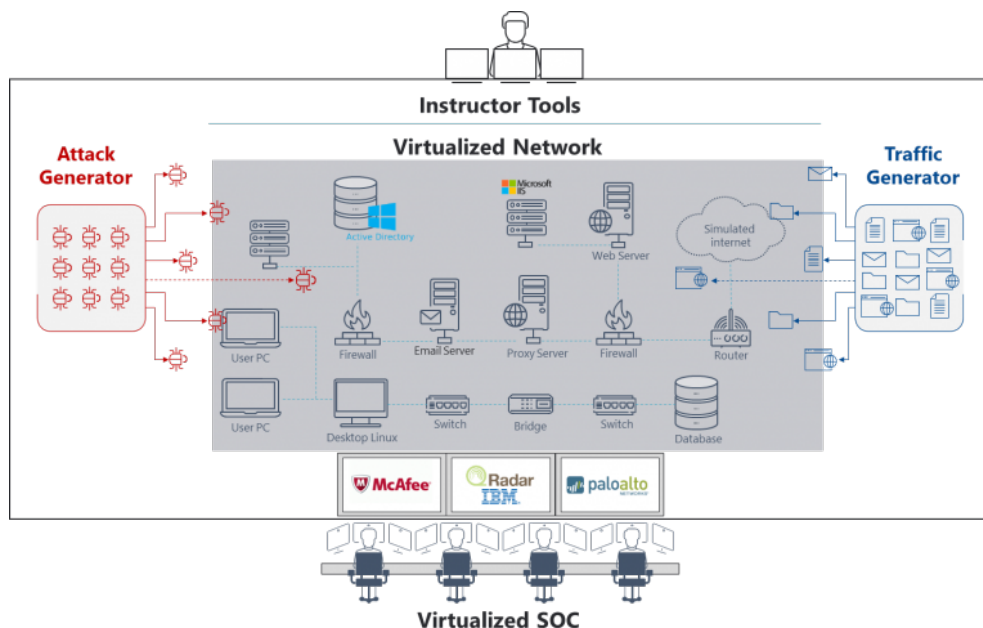 Instructor Tools
Virtualized Network
Attack
Generator
Traffic
Generator
Microsoft
IIS
Active Directory
Web Server
Simulated
internet
User PC
Firewall
Email Server
Proxy Server
Firewall
Router
User PC
Desktop Linux
Switch
Bridge
Switch
Database
McAfee
QRadar
IBM
paloalto
NETWORKS
Virtualized SOC